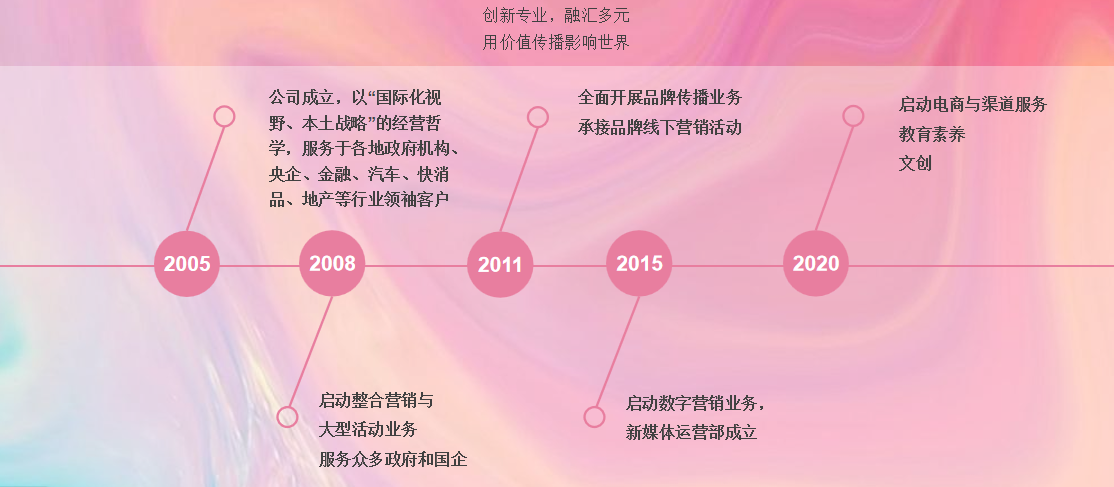 创新专业，融汇多元
用价值传播影响世界
公司成立，以“国际化视
野、本土战略”的经营哲
学，服务于各地政府机构、
央企、金融、汽车、快消
品、地产等行业领袖客户
全面开展品牌传播业务
承接品牌线下营销活动
启动电商与渠道服务
教育素养
文创
2005
2008
2011
2015
2020
启动整合营销与
大型活动业务
服务众多政府和国企
启动数字营销业务，
新媒体运营部成立